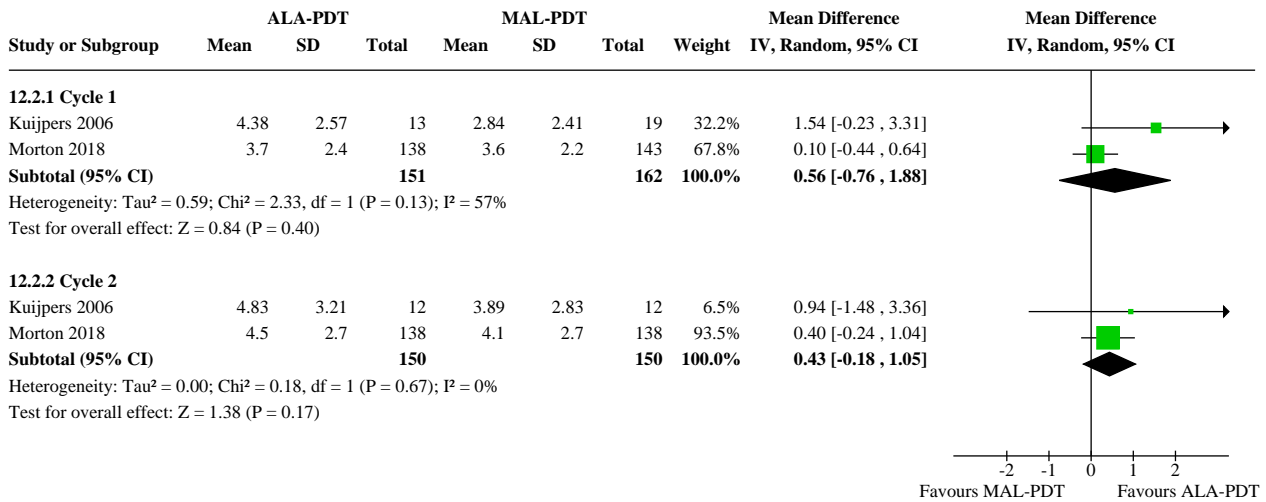 ALA-PDT MAL-PDT Mean Difference Mean Difference
Study or Subgroup Mean SD Total Mean SD Total Weight IV, Random, 95% CI IV, Random, 95% CI
12.2.1 Cycle 1
Kuijpers 2006 4.38 2.57 13 2.84 2.41 19 32.2% 1.54 [-0.23 , 3.31]
Morton 2018 3.7 2.4 138 3.6 2.2 143 67.8% 0.10 [-0.44 , 0.64]
Subtotal (95% CI) 151 162 100.0% 0.56 [-0.76 , 1.88]
Heterogeneity: Tau² = 0.59; Chi² = 2.33, df = 1 (P = 0.13); I² = 57%
Test for overall effect: Z = 0.84 (P = 0.40)
12.2.2 Cycle 2
Kuijpers 2006 4.83 3.21 12 3.89 2.83 12 6.5% 0.94 [-1.48 , 3.36]
Morton 2018 4.5 2.7 138 4.1 2.7 138 93.5% 0.40 [-0.24 , 1.04]
Subtotal (95% CI) 150 150 100.0% 0.43 [-0.18 , 1.05]
Heterogeneity: Tau² = 0.00; Chi² = 0.18, df = 1 (P = 0.67); I² = 0%
Test for overall effect: Z = 1.38 (P = 0.17)
-2 -1 0 1 2
Favours MAL-PDT Favours ALA-PDT